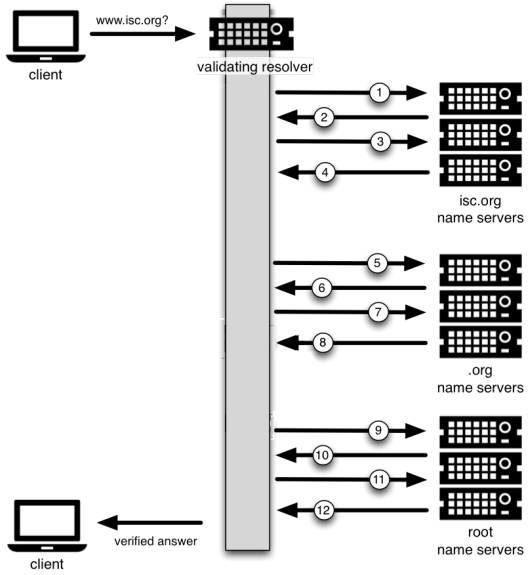 www.isc.org?
client
validating resolver
1
2
3
4
isc.org
name servers
5
6
7
8
.org
name servers
9
10
11
12
root
name servers
verified answer
client